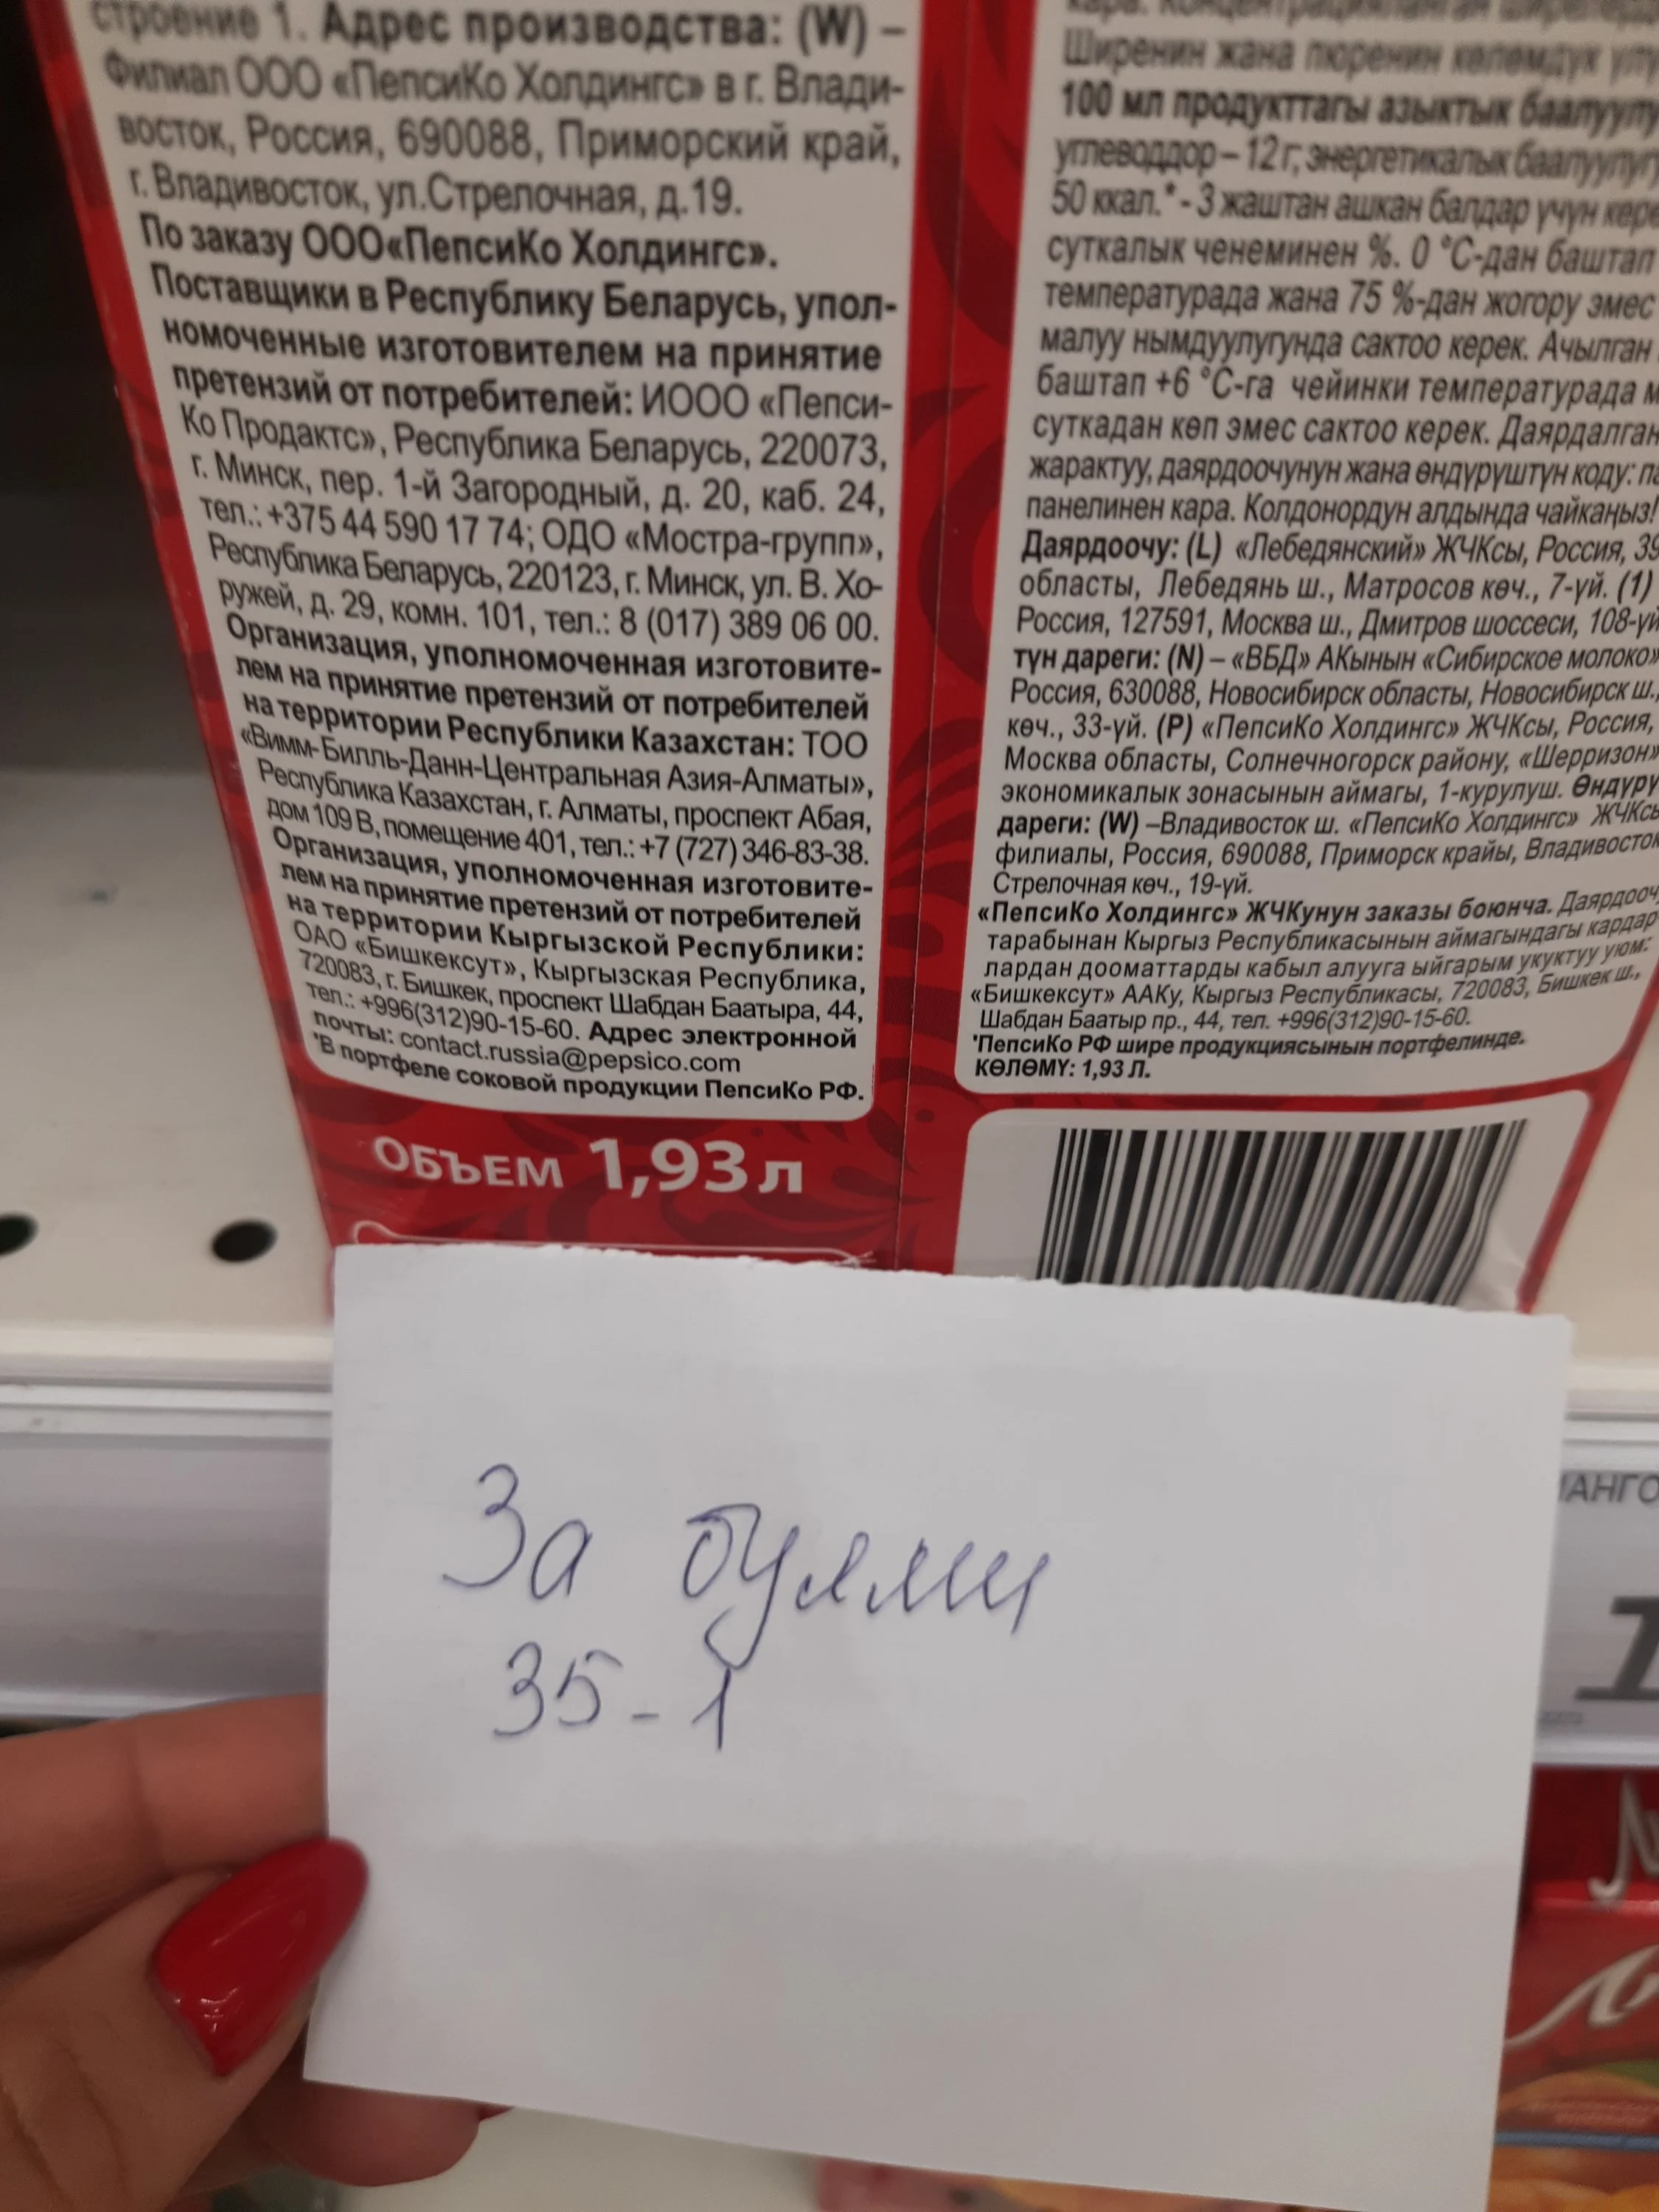 строение 1. Адрес производства: (W) –
Филиал ООО «ПепсиКо Холдингс» в г. Влади-
восток, Россия, 690088, Приморский край,
г. Владивосток, ул.Стрелочная, д.19.
По заказу ООО«ПепсиКо Холдингс».
Поставщики в Республику Беларусь, упол-
номоченные изготовителем на принятие
претензий от потребителей: ИООО «Пепси-
Ко Продактс», Республика Беларусь, 220073,
г. Минск, пер. 1-й Загородный, д. 20, каб. 24,
тел.: +375 44 590 17 74; ОДО «Мостра-групп»,
Республика Беларусь, 220123, г. Минск, ул. В. Хо-
ружей, д. 29, комн. 101, тел.: 8 (017) 389 06 00.
Организация, уполномоченная изготовите-
лем на принятие претензий от потребителей
на территории Республики Казахстан: ТОО
«Вимм-Билль-Данн-Центральная Азия-Алматы»,
Республика Казахстан, г. Алматы, проспект Абая,
дом 109 В, помещение 401, тел.: +7 (727) 346-83-38.
Организация, уполномоченная изготовите-
лем на принятие претензий от потребителей
на территории Кыргызской Республики:
ОАО «Бишкексут», Кыргызская Республика,
720083, г. Бишкек, проспект Шабдан Баатыра, 44,
тел.: +996(312)90-15-60. Адрес электронной
почты: contact.russia@pepsico.com
*В портфеле соковой продукции ПепсиКо РФ.
ОБЪЕМ 1,93 л
Ширенин жана пюренин көлөмдүк
100 мл продукттагы азыктык
углеводдор – 12 г, энергетикалык
50 ккал.* - 3 жаштан ашкан балдар үчүн
суткалык ченеминен %. 0 °С-дан баштап
температурада жана 75 %-дан жогору эмес
малуу нымдуулугунда сактоо керек. Ачылган
баштап +6 °С-га чейинки температурада
суткадан көп эмес сактоо керек. Даярдалган
жарактуу, даярдоочунун жана өндүрүштүн коду:
панелинен кара. Колдонордун алдында чайкаңыз!
Даярдоочу: (L) «Лебедянский» ЖЧКсы, Россия, 39
областы, Лебедянь ш., Матросов көч., 7-үй. (1)
Россия, 127591, Москва ш., Дмитров шоссеси, 108-үй
түн дареги: (N) – «ВБД» АКынын «Сибирское молоко»
Россия, 630088, Новосибирск областы, Новосибирск ш.,
көч., 33-үй. (P) «ПепсиКо Холдингс» ЖЧКсы, Россия,
Москва областы, Солнечногорск району, «Шерризон»
экономикалык зонасынын аймагы, 1-курулуш. Өндүрү
дареги: (W) –Владивосток ш. «ПепсиКо Холдингс» ЖЧКсы
филиалы, Россия, 690088, Приморск крайы, Владивосток
Стрелочная көч., 19-үй.
«ПепсиКо Холдингс» ЖЧКунун заказы боюнча. Даярдооч
тарабынан Кыргыз Республикасынын аймагындагы кардар
лардан дооматтарды кабыл алууга ыйгарым укуктуу уюм:
«Бишкексут» ААКу, Кыргыз Республикасы, 720083, Бишкек ш.,
Шабдан Баатыр пр., 44, тел. +996(312)90-15-60.
*ПепсиКо РФ шире продукциясынын портфелинде.
КӨЛӨМҮ: 1,93 Л.
За
35-1